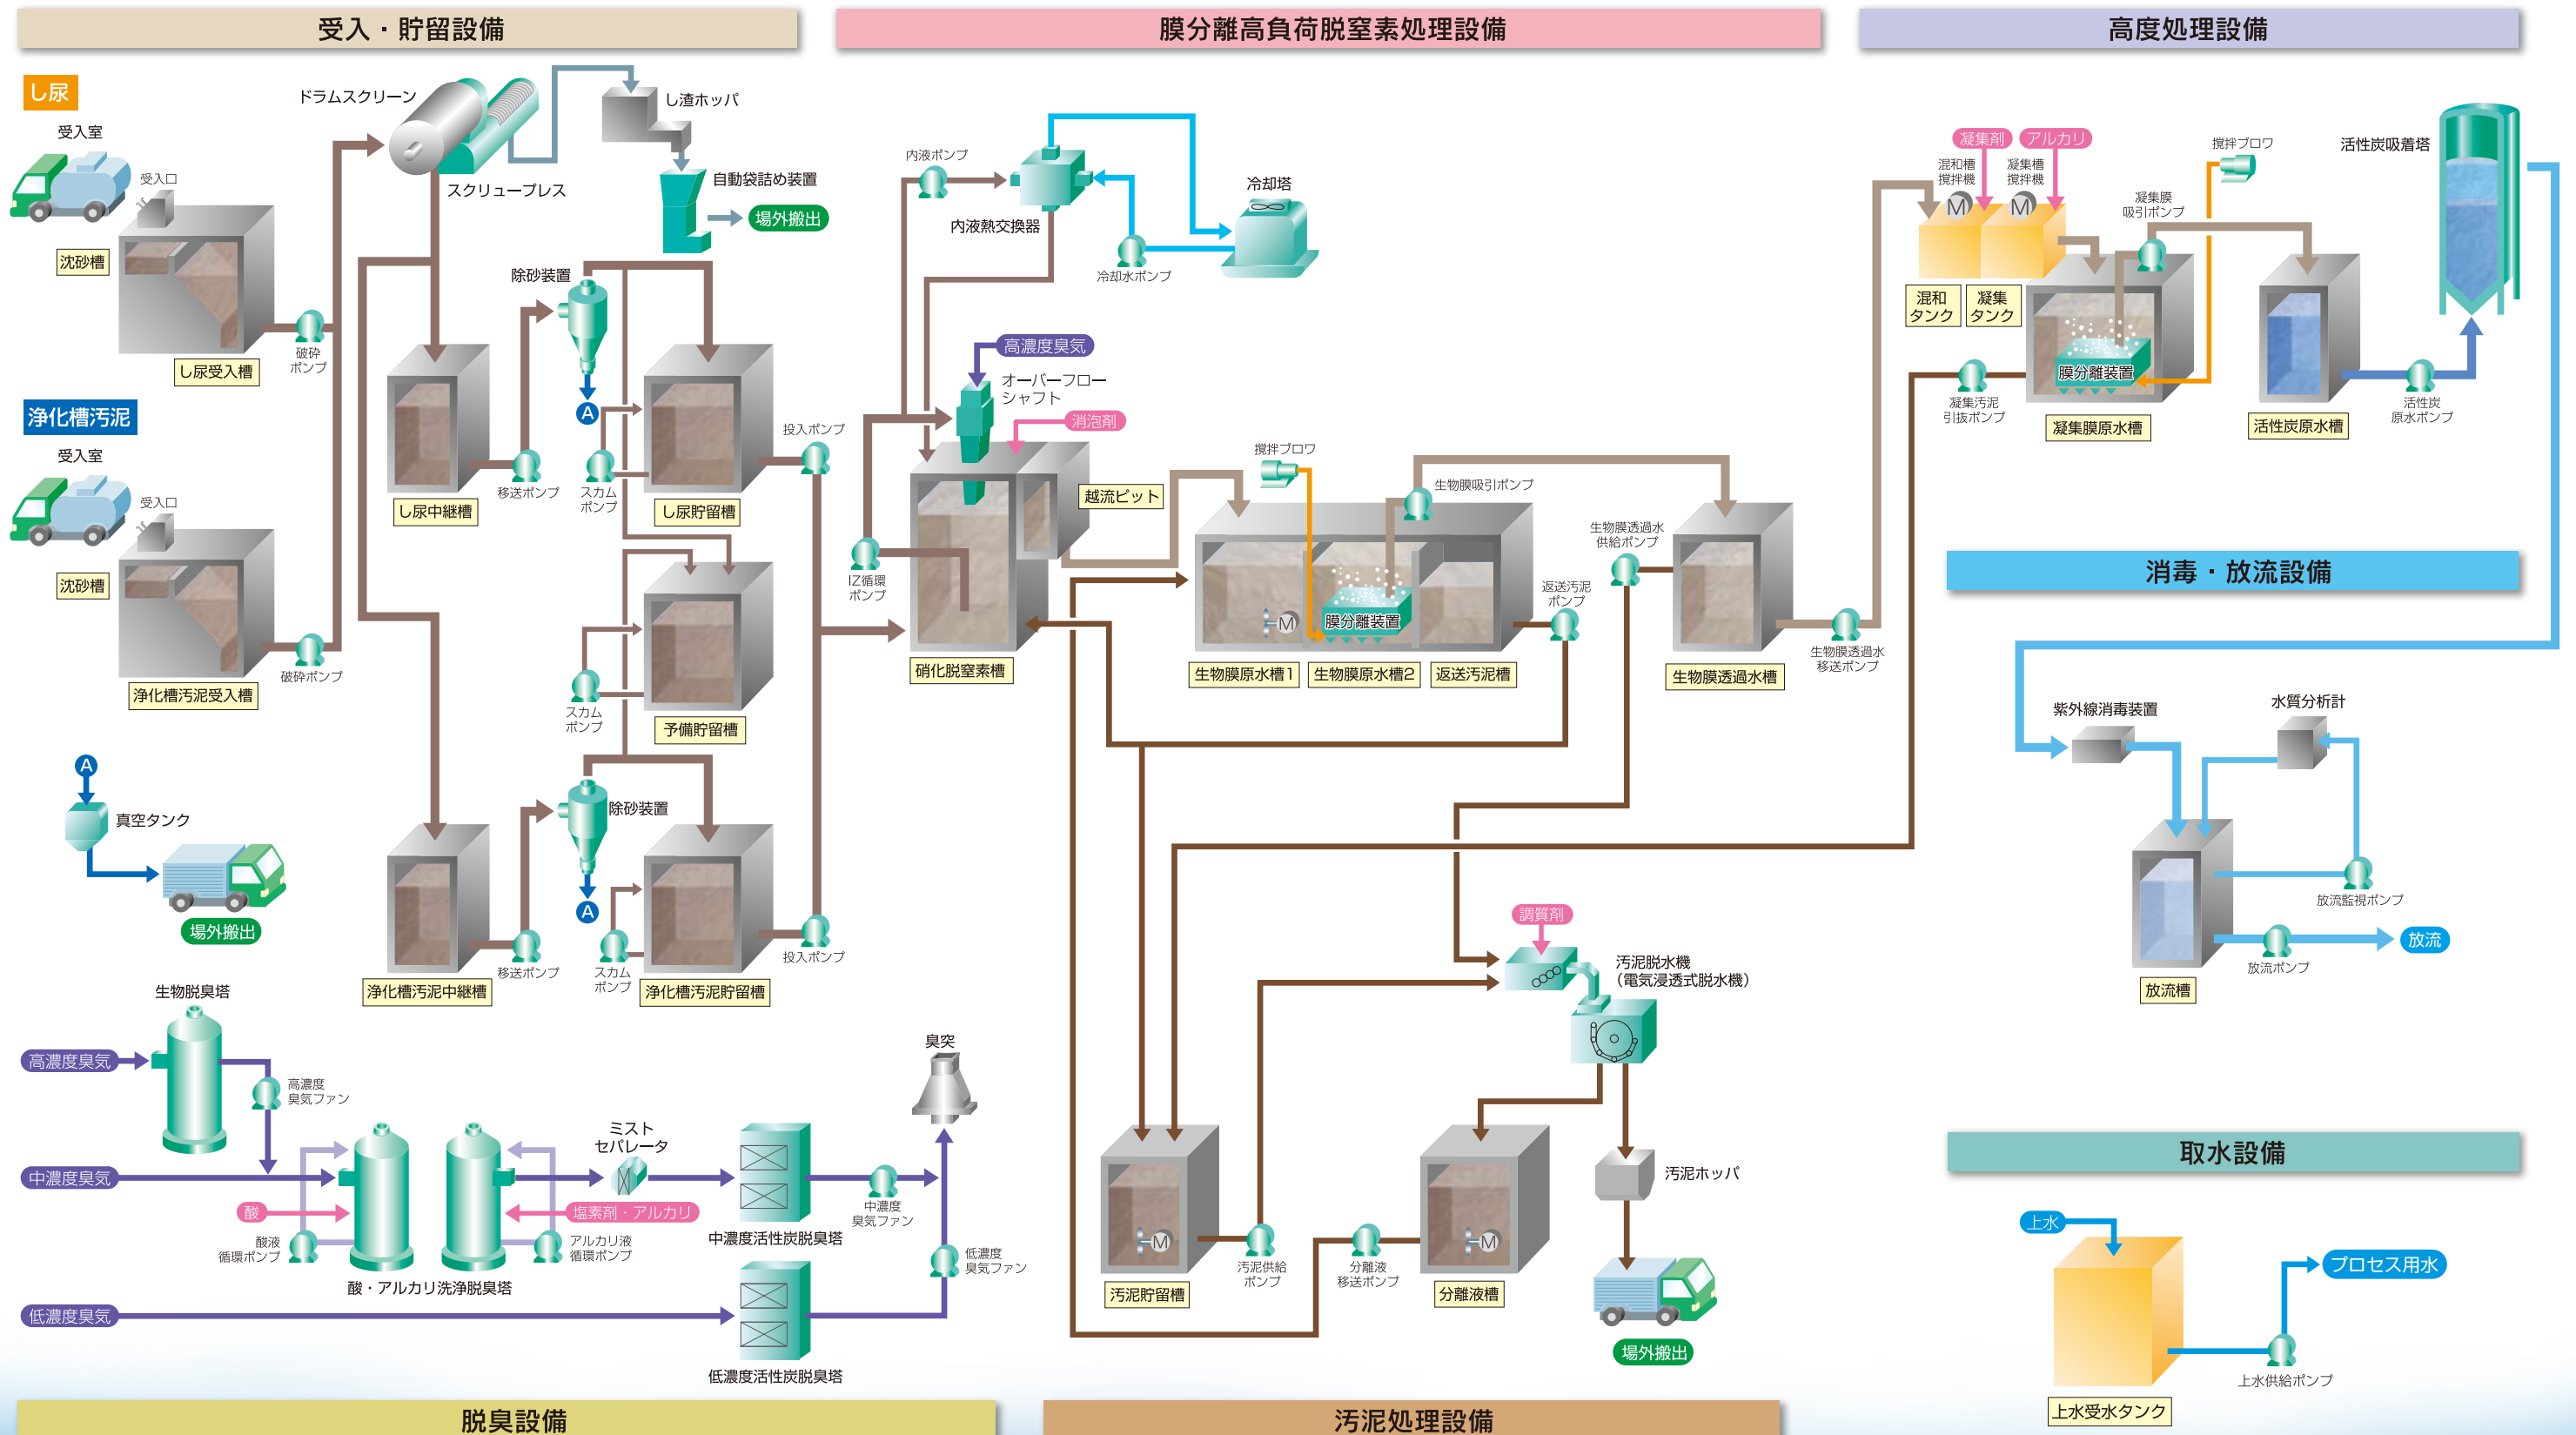 受入・貯留設備
し尿
受入室
受入口
沈砂槽
し尿受入槽
破砕
ポンプ
浄化槽汚泥
受入室
受入口
沈砂槽
浄化槽汚泥受入槽
破砕ポンプ
ドラムスクリーン
スクリュープレス
し渣ホッパ
自動袋詰め装置
場外搬出
除砂装置
A
し尿中継槽
移送ポンプ
スカム
ポンプ
し尿貯留槽
投入ポンプ
スカム
ポンプ
予備貯留槽
除砂装置
A
浄化槽汚泥中継槽
移送ポンプ
スカム
ポンプ
浄化槽汚泥貯留槽
投入ポンプ
A
真空タンク
場外搬出
膜分離高負荷脱窒素処理設備
内液ポンプ
内液熱交換器
冷却塔
冷却水ポンプ
高濃度臭気
オーバーフロー
シャフト
消泡剤
越流ピット
IZ循環
ポンプ
硝化脱窒素槽
撹拌ブロワ
生物膜吸引ポンプ
M
膜分離装置
生物膜原水槽1
生物膜原水槽2
返送汚泥槽
返送汚泥
ポンプ
生物膜透過水
供給ポンプ
生物膜透過水槽
生物膜透過水
移送ポンプ
高度処理設備
凝集剤
アルカリ
混和槽
撹拌機
凝集槽
撹拌機
M
M
混和
タンク
凝集
タンク
撹拌ブロワ
凝集膜
吸引ポンプ
膜分離装置
凝集汚泥
引抜ポンプ
凝集膜原水槽
活性炭原水槽
活性炭
原水ポンプ
活性炭吸着塔
消毒・放流設備
紫外線消毒装置
水質分析計
放流監視ポンプ
放流
放流ポンプ
放流槽
取水設備
上水
プロセス用水
上水供給ポンプ
上水受水タンク
生物脱臭塔
高濃度臭気
高濃度
臭気ファン
中濃度臭気
酸
酸液
循環ポンプ
塩素剤・アルカリ
アルカリ液
循環ポンプ
酸・アルカリ洗浄脱臭塔
ミスト
セパレータ
中濃度活性炭脱臭塔
中濃度
臭気ファン
臭突
低濃度
臭気ファン
低濃度臭気
低濃度活性炭脱臭塔
脱臭設備
調質剤
汚泥脱水機
（電気浸透式脱水機）
M
汚泥貯留槽
汚泥供給
ポンプ
分離液
移送ポンプ
M
分離液槽
汚泥ホッパ
場外搬出
汚泥処理設備